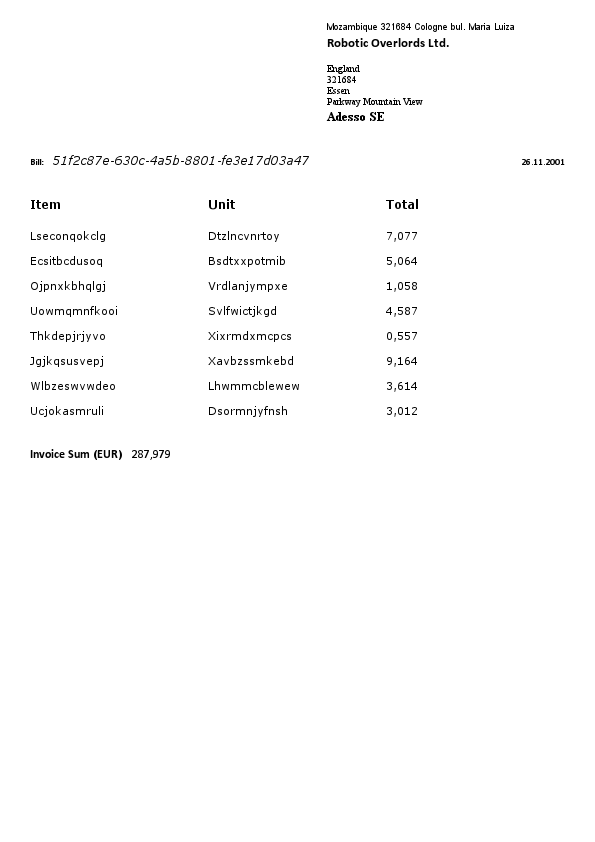 Mozambique 321684 Cologne bul. Maria Luiza
Robotic Overlords Ltd.
England
321684
Essen
Parkway Mountain View
Adesso SE
Bill: 51f2c87e-630c-4a5b-8801-fe3e17d03a47 26.11.2001
Item Unit Total
Lseconqokclg Dtzlncvnrtoy 7,077
Ecsitbcdusoq Bsdtxxpotmib 5,064
Ojpnxkbhqlgj Vrdlanjympxe 1,058
Uowmqmnfkooi Svlfwictjkgd 4,587
Thkdepjrjyvo Xixrmdxmcpcs 0,557
Jgjkqsusvepj Xavbzssmkebd 9,164
Wlbzeswvwdeo Lhwmmcblewew 3,614
Ucjokasmruli Dsormnjyfnsh 3,012
Invoice Sum (EUR) 287,979